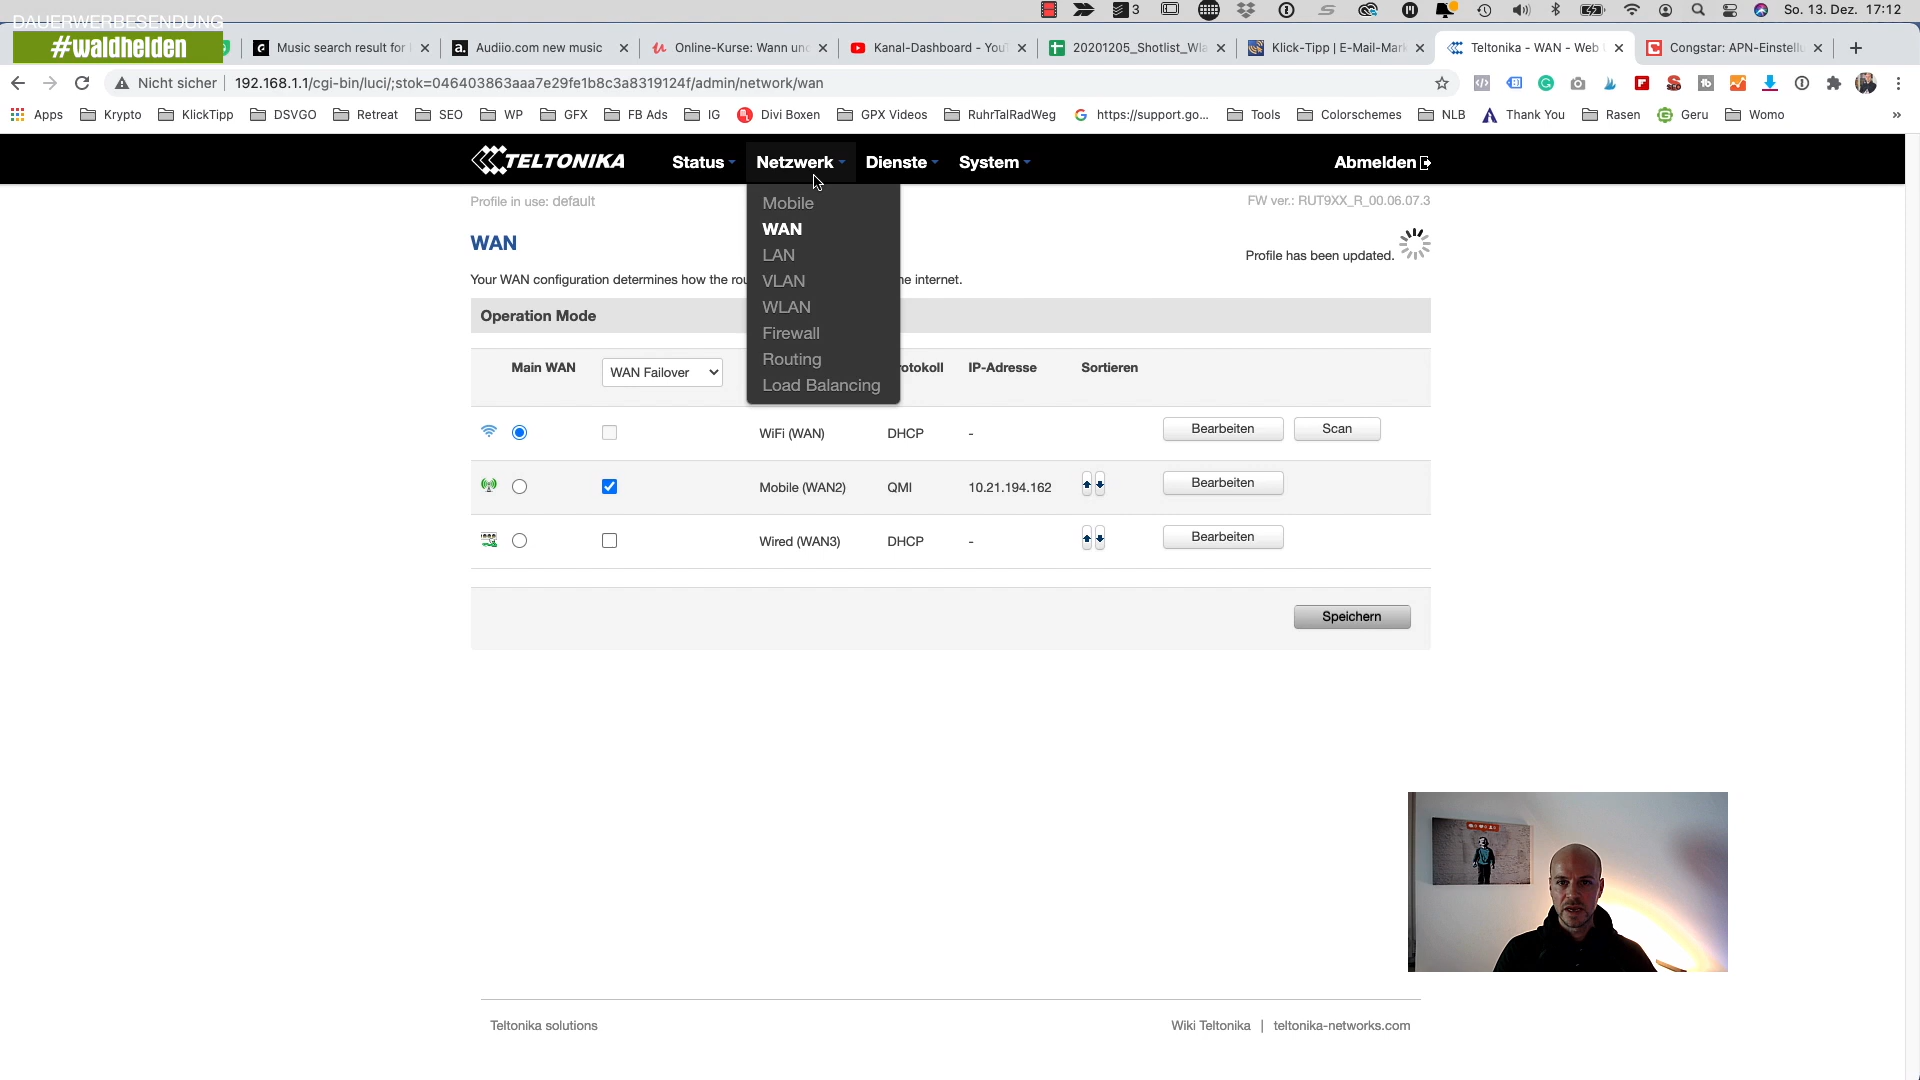 DAUERWERBESENDUNG
#waldhelden
3
So. 13. Dez. 17:12
Music search result for
Audiio.com new music
Online-Kurse: Wann un
Kanal-Dashboard - You
20201205_Shotlist_Wla
Klick-Tipp | E-Mail-Mark
Teltonika - WAN - Web
Congstar: APN-Einstellu
Nicht sicher
192.168.1.1/cgi-bin/luci/;stok=046403863aaa7e29fe1b8c3a8319124f/admin/network/wan
Apps
Krypto
KlickTipp
DSVGO
Retreat
SEO
WP
GFX
FB Ads
IG
Divi Boxen
GPX Videos
RuhrTalRadWeg
https://support.go...
Tools
Colorschemes
NLB
Thank You
Rasen
Geru
Womo
»
TELTONIKA
Status
Netzwerk
Dienste
System
Abmelden
Profile in use: default
FW ver.: RUT9XX_R_00.06.07.3
Mobile
WAN
LAN
VLAN
WLAN
Firewall
Routing
Load Balancing
WAN
Profile has been updated.
Your WAN configuration determines how the rou
he internet.
Operation Mode
Main WAN
WAN Failover
otokoll
IP-Adresse
Sortieren
WiFi (WAN)
DHCP
-
Bearbeiten
Scan
Mobile (WAN2)
QMI
10.21.194.162
Bearbeiten
Wired (WAN3)
DHCP
-
Bearbeiten
Speichern
Teltonika solutions
Wiki Teltonika | teltonika-networks.com